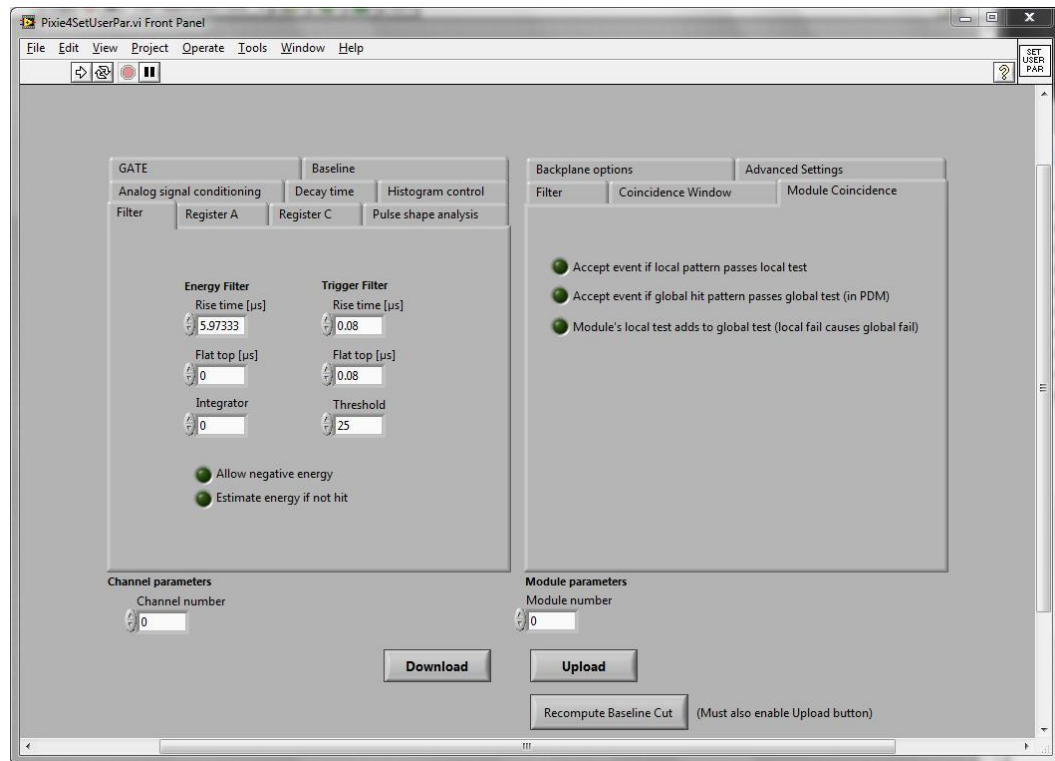 Pixie4SetUserPar.vi Front Panel
File Edit View Project Operate Tools Window Help
SET
USER
PAR
GATE Baseline
Analog signal conditioning Decay time Histogram control
Filter Register A Register C Pulse shape analysis
Energy Filter Trigger Filter
Rise time [µs] Rise time [µs]
5.97333 0.08
Flat top [µs] Flat top [µs]
0 0.08
Integrator Threshold
0 25
Allow negative energy
Estimate energy if not hit
Channel parameters
Channel number
0
Backplane options Advanced Settings
Filter Coincidence Window Module Coincidence
Accept event if local pattern passes local test
Accept event if global hit pattern passes global test (in PDM)
Module's local test adds to global test (local fail causes global fail)
Module parameters
Module number
0
Download Upload
Recompute Baseline Cut (Must also enable Upload button)